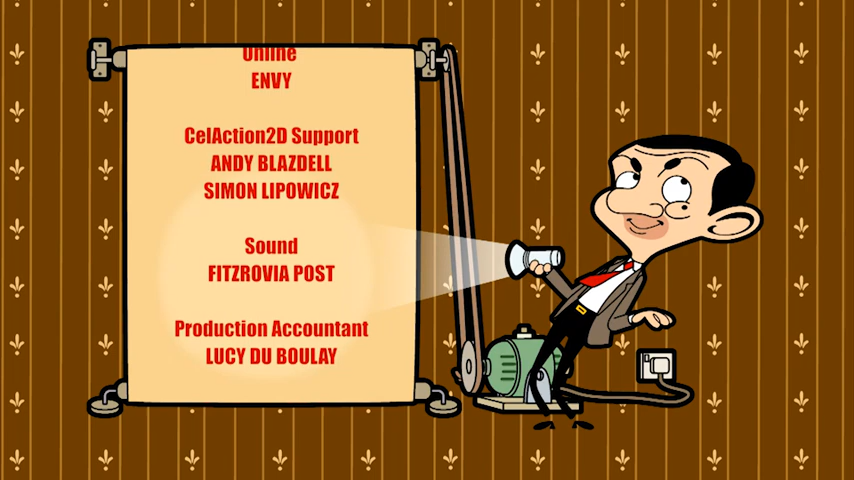 Online
ENVY
CelAction2D Support
ANDY BLAZDELL
SIMON LIPOWICZ
Sound
FITZROVIA POST
Production Accountant
LUCY DU BOULAY